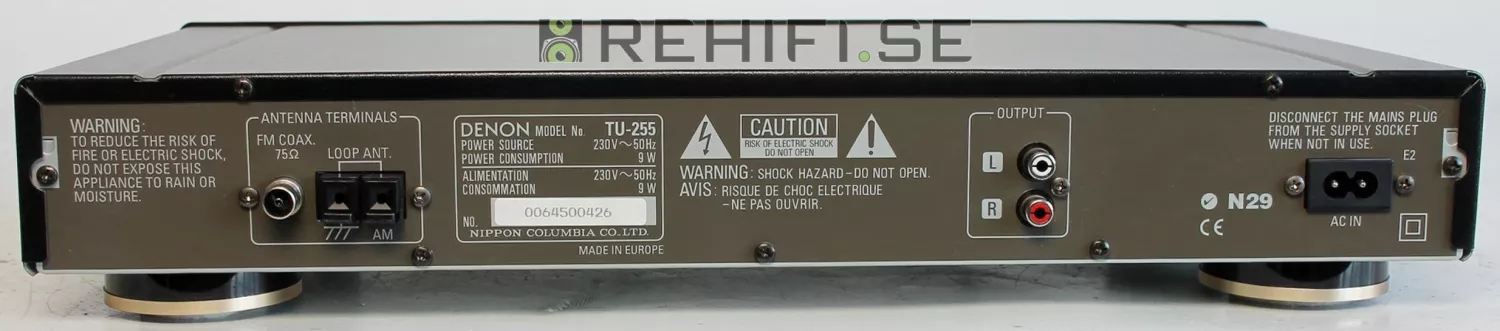 REHIFI.SE
WARNING:
TO REDUCE THE RISK OF
FIRE OR ELECTRIC SHOCK,
DO NOT EXPOSE THIS
APPLIANCE TO RAIN OR
MOISTURE.
ANTENNA TERMINALS
FM COAX.
75Ω
LOOP ANT.
AM
DENON MODEL No. TU-255
POWER SOURCE 230V~50Hz
POWER CONSUMPTION 9 W
ALIMENTATION 230V~50Hz
CONSOMMATION 9 W
NO. 0064500426
NIPPON COLUMBIA CO. LTD.
MADE IN EUROPE
CAUTION
RISK OF ELECTRIC SHOCK
DO NOT OPEN
WARNING: SHOCK HAZARD-DO NOT OPEN.
AVIS: RISQUE DE CHOC ELECTRIQUE
-NE PAS OUVRIR.
OUTPUT
L
R
DISCONNECT THE MAINS PLUG
FROM THE SUPPLY SOCKET
WHEN NOT IN USE.
E2
N29
CE
AC IN